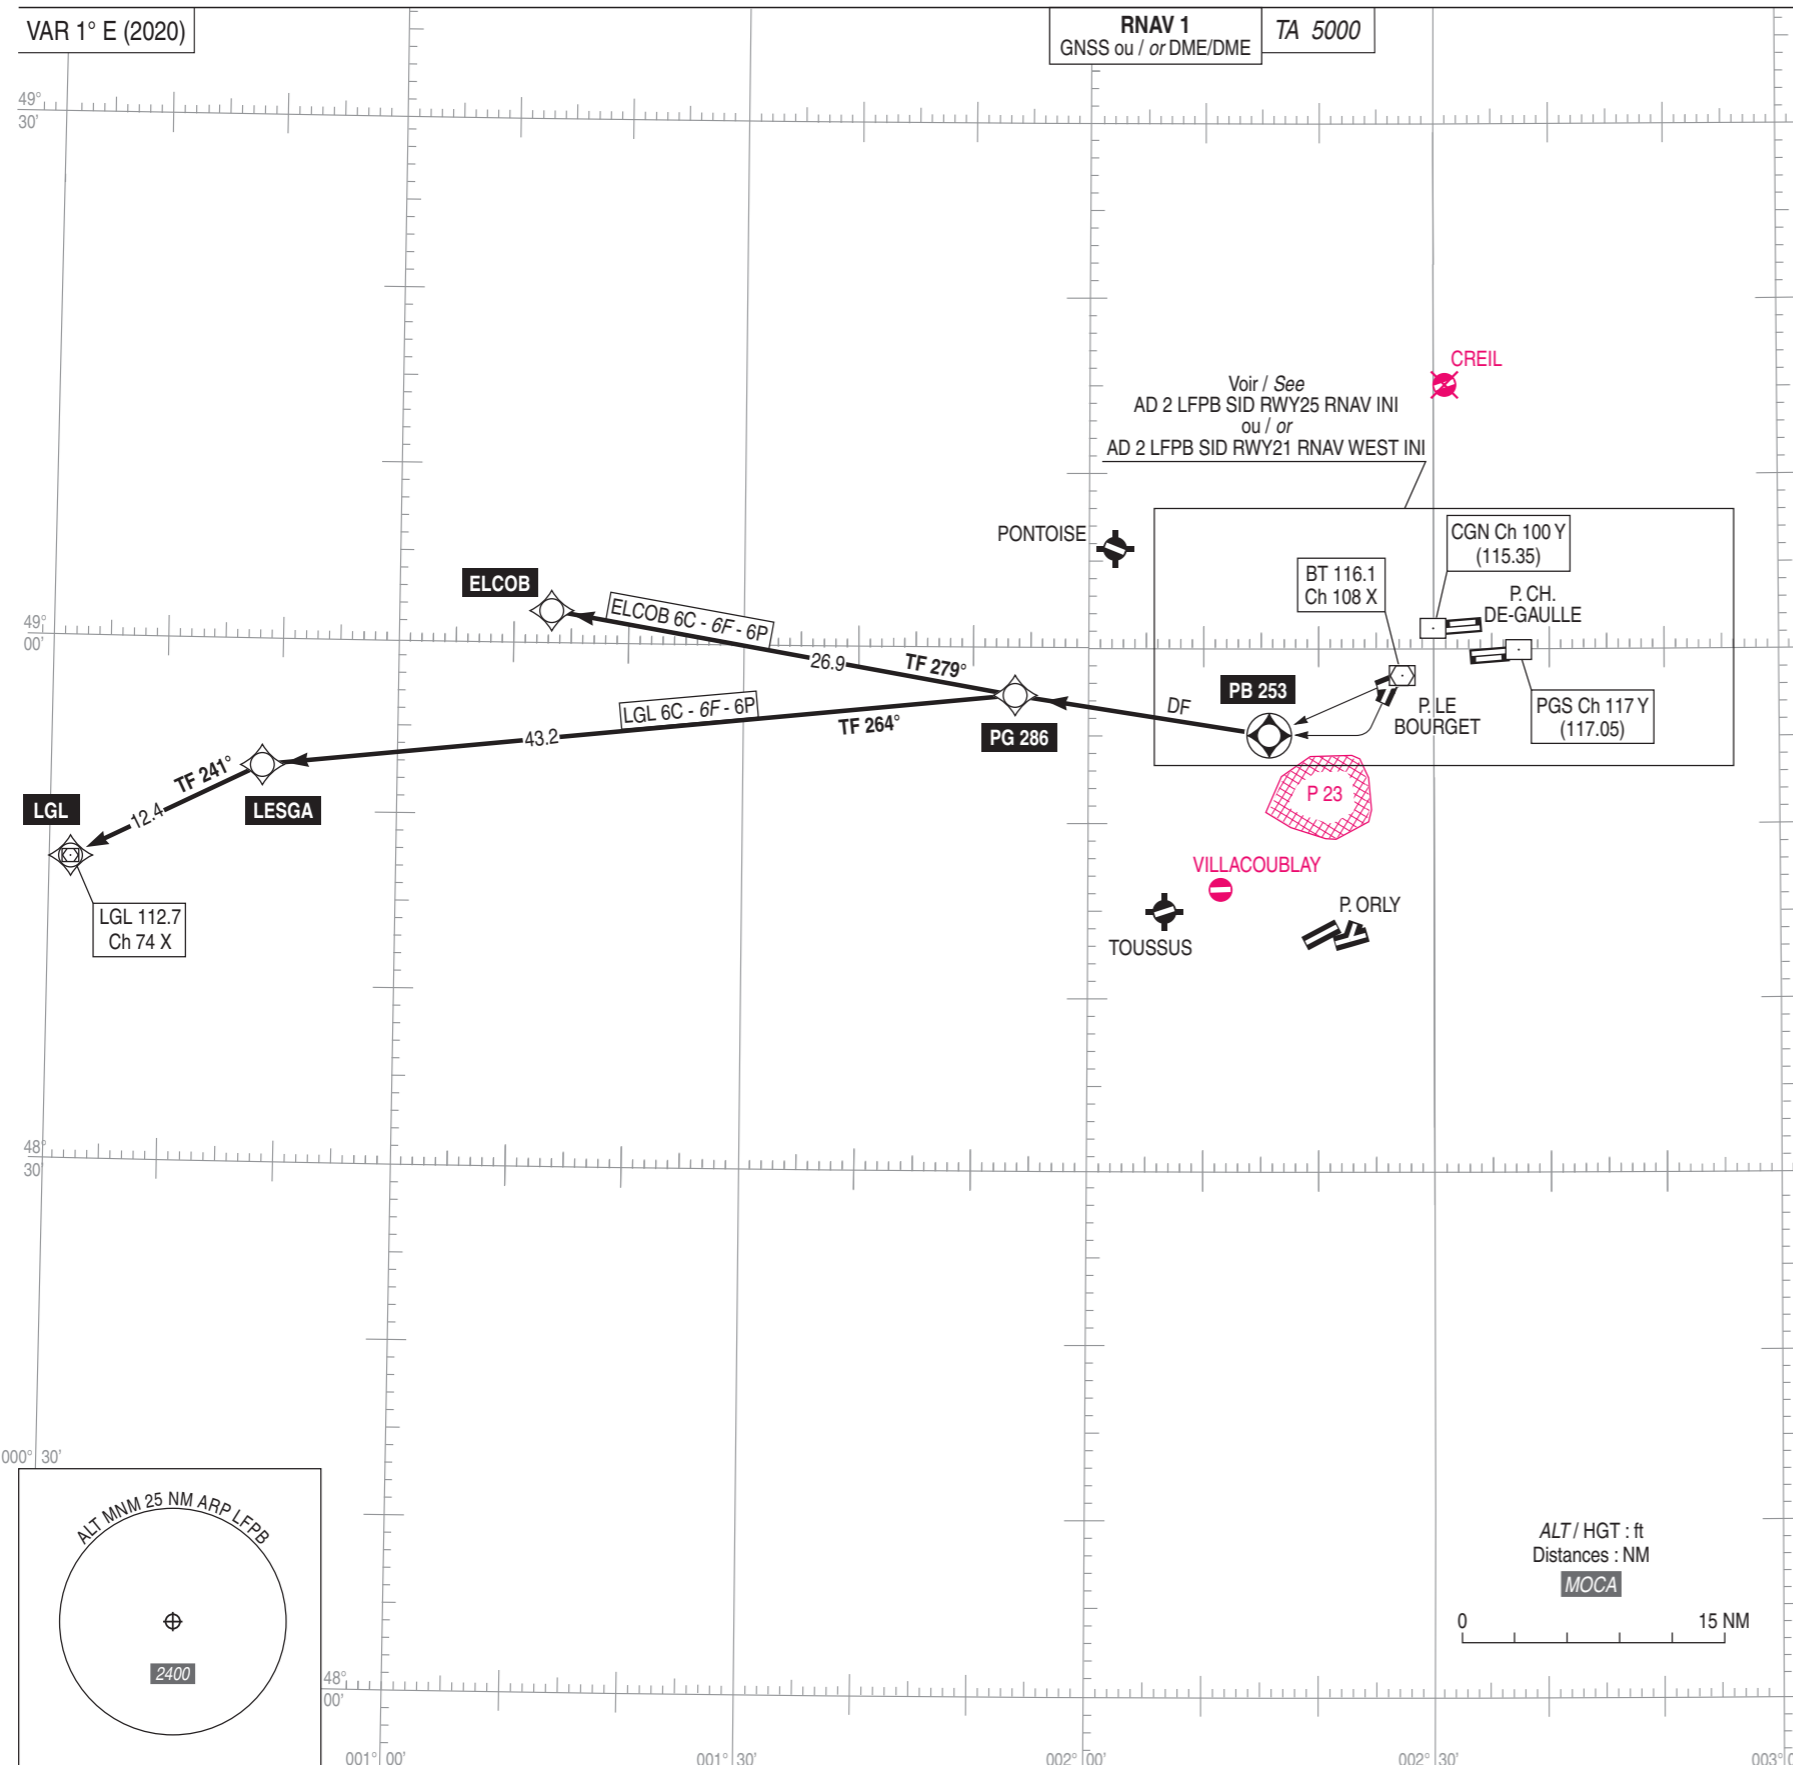 VAR 1° E (2020)
RNAV 1
GNSS ou / or DME/DME
TA 5000
49°
30'
CREIL
Voir / See
AD 2 LFPB SID RWY25 RNAV INI
ou / or
AD 2 LFPB SID RWY21 RNAV WEST INI
PONTOISE
CGN Ch 100 Y
(115.35)
BT 116.1
Ch 108 X
P. CH.
DE-GAULLE
ELCOB
ELCOB 6C - 6F - 6P
49°
00'
26.9
TF 279°
PB 253
P. LE
BOURGET
PGS Ch 117 Y
(117.05)
DF
LGL 6C - 6F - 6P
TF 264°
PG 286
43.2
TF 241°
12.4
LGL
LESGA
P 23
VILLACOUBLAY
LGL 112.7
Ch 74 X
P. ORLY
TOUSSUS
48°
30'
000° 30'
ALT MNM 25 NM ARP LFPB
2400
ALT / HGT : ft
Distances : NM
MOCA
0 15 NM
48°
00'
001° 00'
001° 30'
002° 00'
002° 30'
003° 0